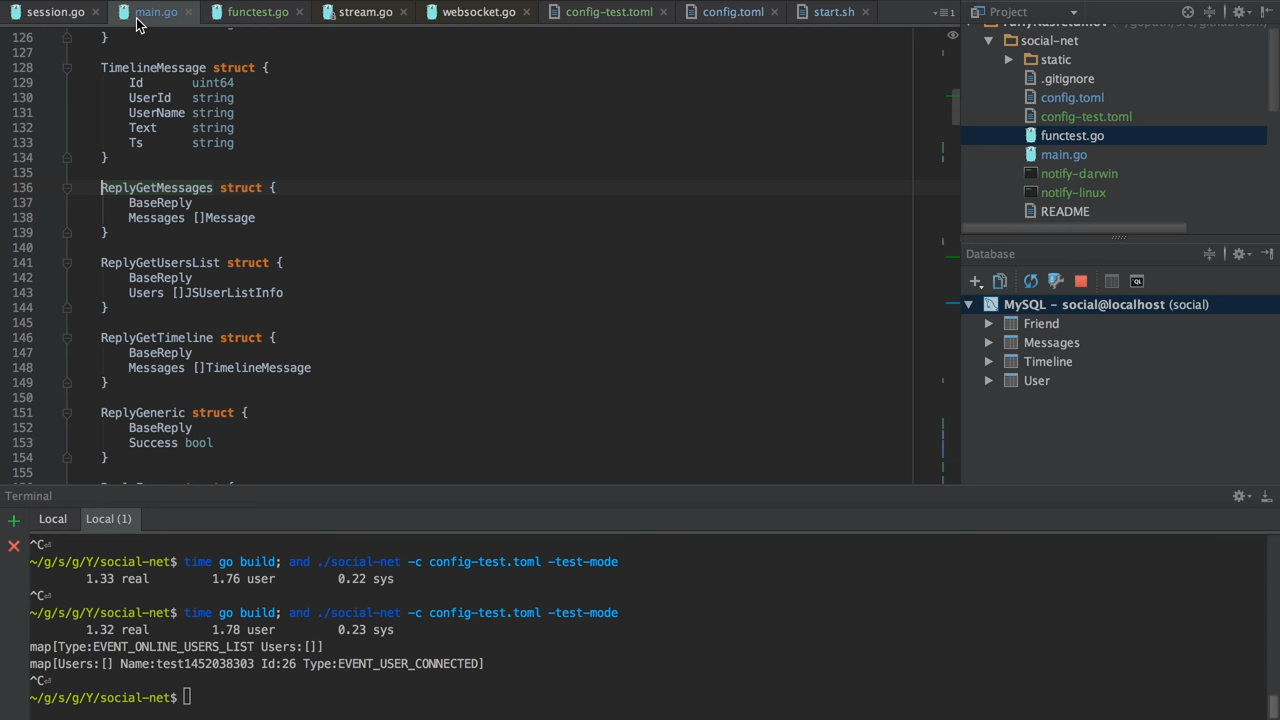 session.go main.go functest.go stream.go websocket.go config-test.toml config.toml start.sh
126 }
127
128 TimelineMessage struct {
129 Id uint64
130 UserId string
131 UserName string
132 Text string
133 Ts string
134 }
135
136 ReplyGetMessages struct {
137 BaseReply
138 Messages []Message
139 }
140
141 ReplyGetUsersList struct {
142 BaseReply
143 Users []JSUserListInfo
144 }
145
146 ReplyGetTimeline struct {
147 BaseReply
148 Messages []TimelineMessage
149 }
150
151 ReplyGeneric struct {
152 BaseReply
153 Success bool
154 }
155
Project
social-net
static
.gitignore
config.toml
config-test.toml
functest.go
main.go
notify-darwin
notify-linux
README
Database
MySQL - social@localhost (social)
Friend
Messages
Timeline
User
Terminal
Local Local (1)
^C⏎
~/g/s/g/Y/social-net$ time go build; and ./social-net -c config-test.toml -test-mode
1.33 real 1.76 user 0.22 sys
^C⏎
~/g/s/g/Y/social-net$ time go build; and ./social-net -c config-test.toml -test-mode
1.32 real 1.78 user 0.23 sys
map[Type:EVENT_ONLINE_USERS_LIST Users:[]]
map[Users:[] Name:test1452038303 Id:26 Type:EVENT_USER_CONNECTED]
^C⏎
~/g/s/g/Y/social-net$